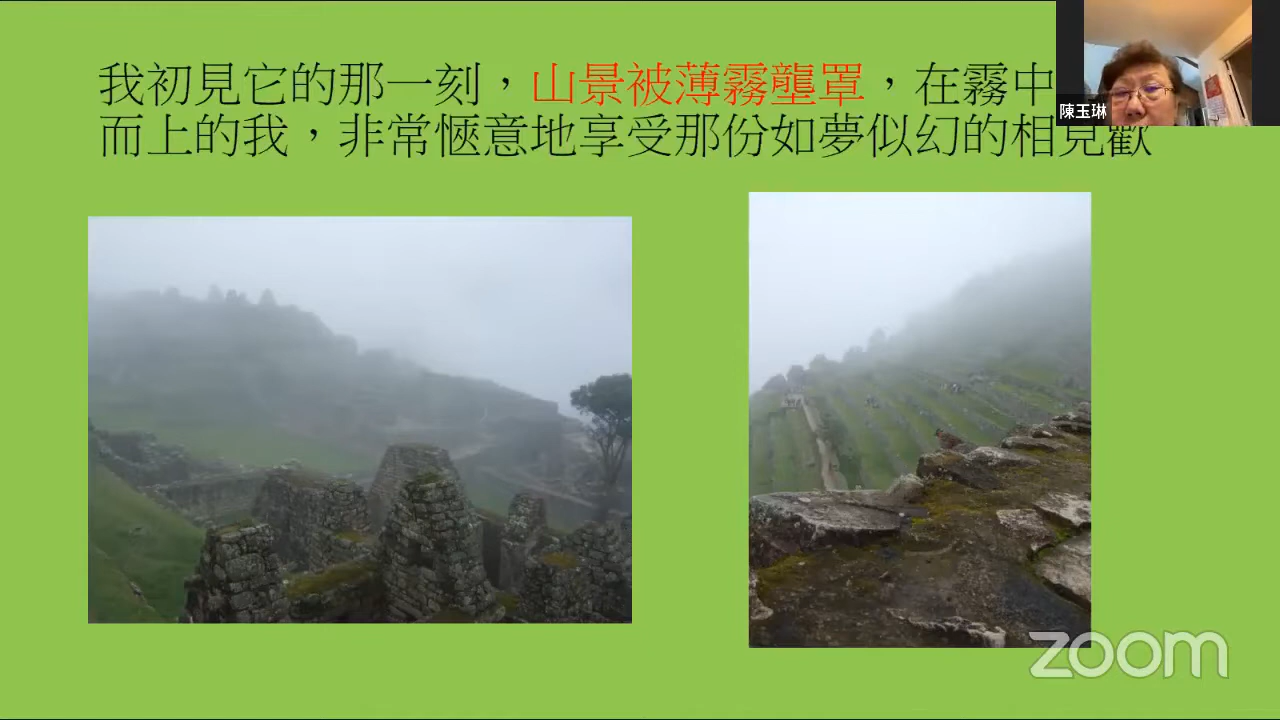 我初見它的那一刻，山景被薄霧壟罩，在霧中
而上的我，非常愜意地享受那份如夢似幻的相見歡
陳玉琳
zoom